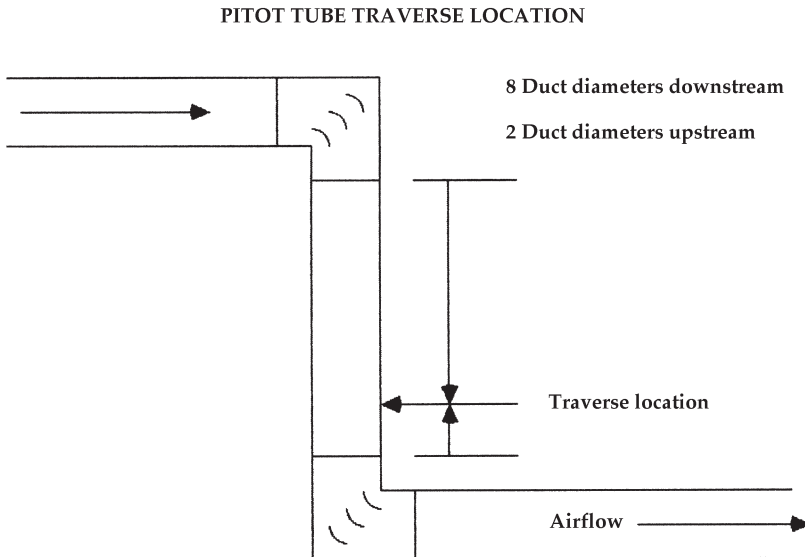 PITOT TUBE TRAVERSE LOCATION
8 Duct diameters downstream
2 Duct diameters upstream
Traverse location
Airflow